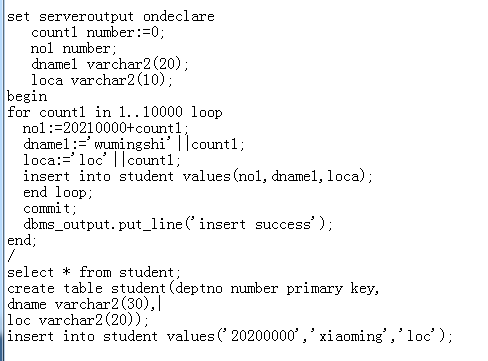 set serveroutput ondeclare
count1 number:=0;
no1 number;
dname1 varchar2(20);
loca varchar2(10);
begin
for count1 in 1..10000 loop
no1:=20210000+count1;
dname1:='wumingshi'||count1;
loca:='loc'||count1;
insert into student values(no1,dname1,loca);
end loop;
commit;
dbms_output.put_line('insert success');
end;
/
select * from student;
create table student(deptno number primary key,
dname varchar2(30),
loc varchar2(20));
insert into student values('20200000','xiaoming','loc');